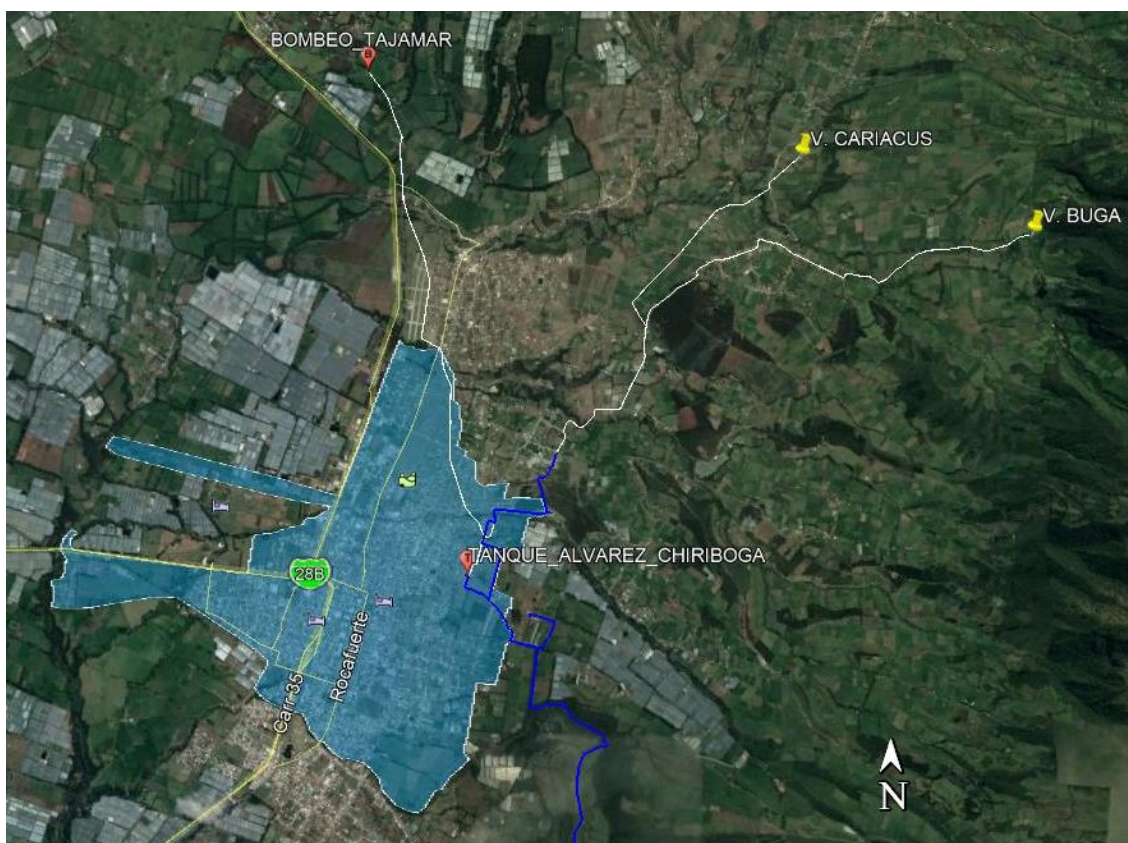 BOMBEO_TAJAMAR
B
V. CARIACUS
V. BUGA
TANQUE_ALVAREZ_CHIRIBOGA
T
28B
Rocafuerte
Carr 35
N